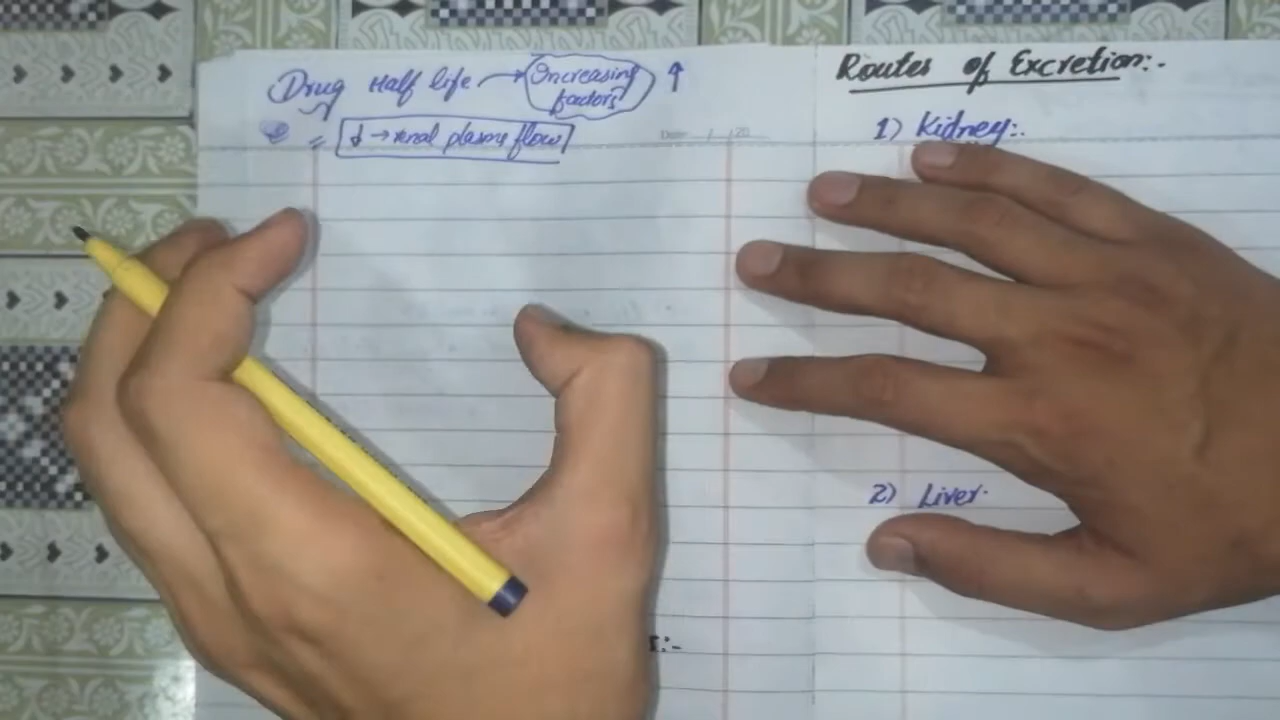 Drug Half life → Increasing ↑
factors
= ↓ → renal plasma flow
Date: / /20
Routes of Excretion:-
1) Kidney:-
2) Liver-